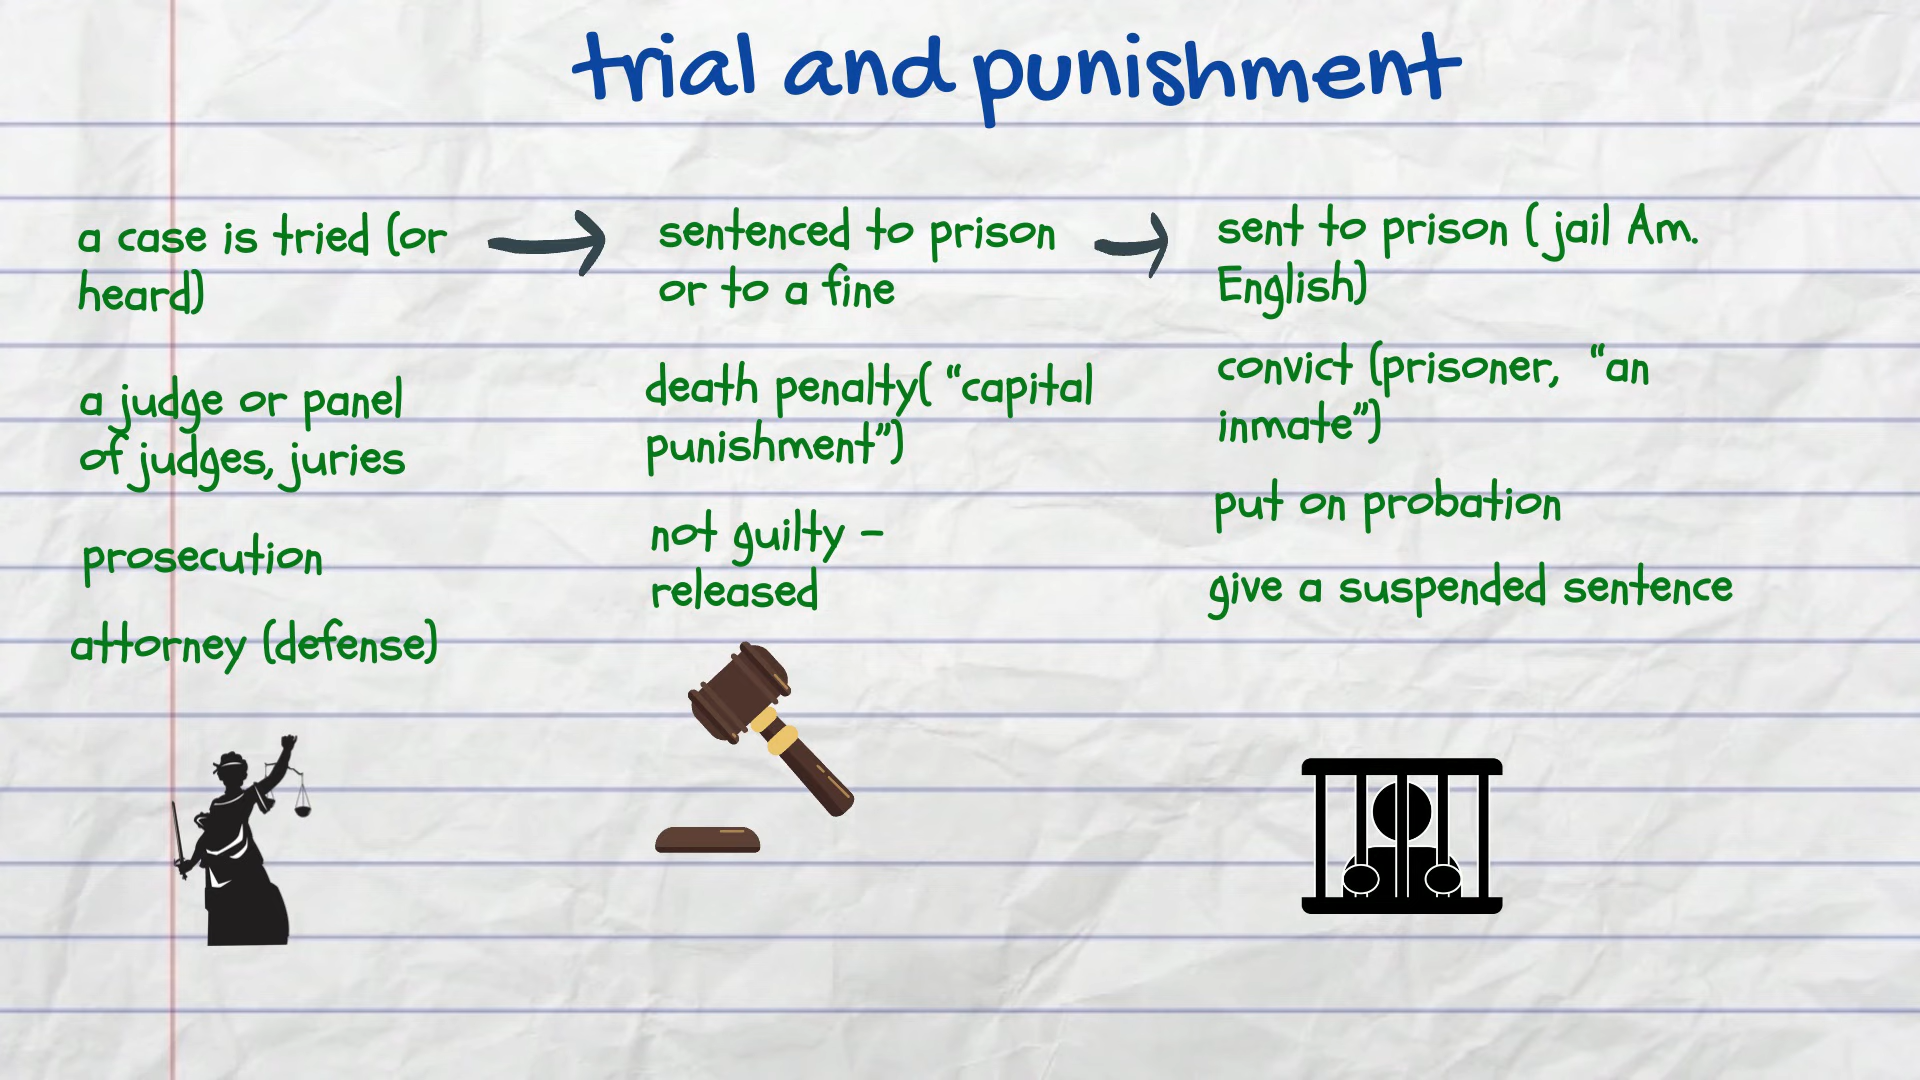 trial and punishment
a case is tried (or
heard)
a judge or panel
of judges, juries
prosecution
attorney (defense)
sentenced to prison
or to a fine
death penalty( “capital
punishment”)
not guilty –
released
sent to prison ( jail Am.
English)
convict (prisoner, “an
inmate”)
put on probation
give a suspended sentence